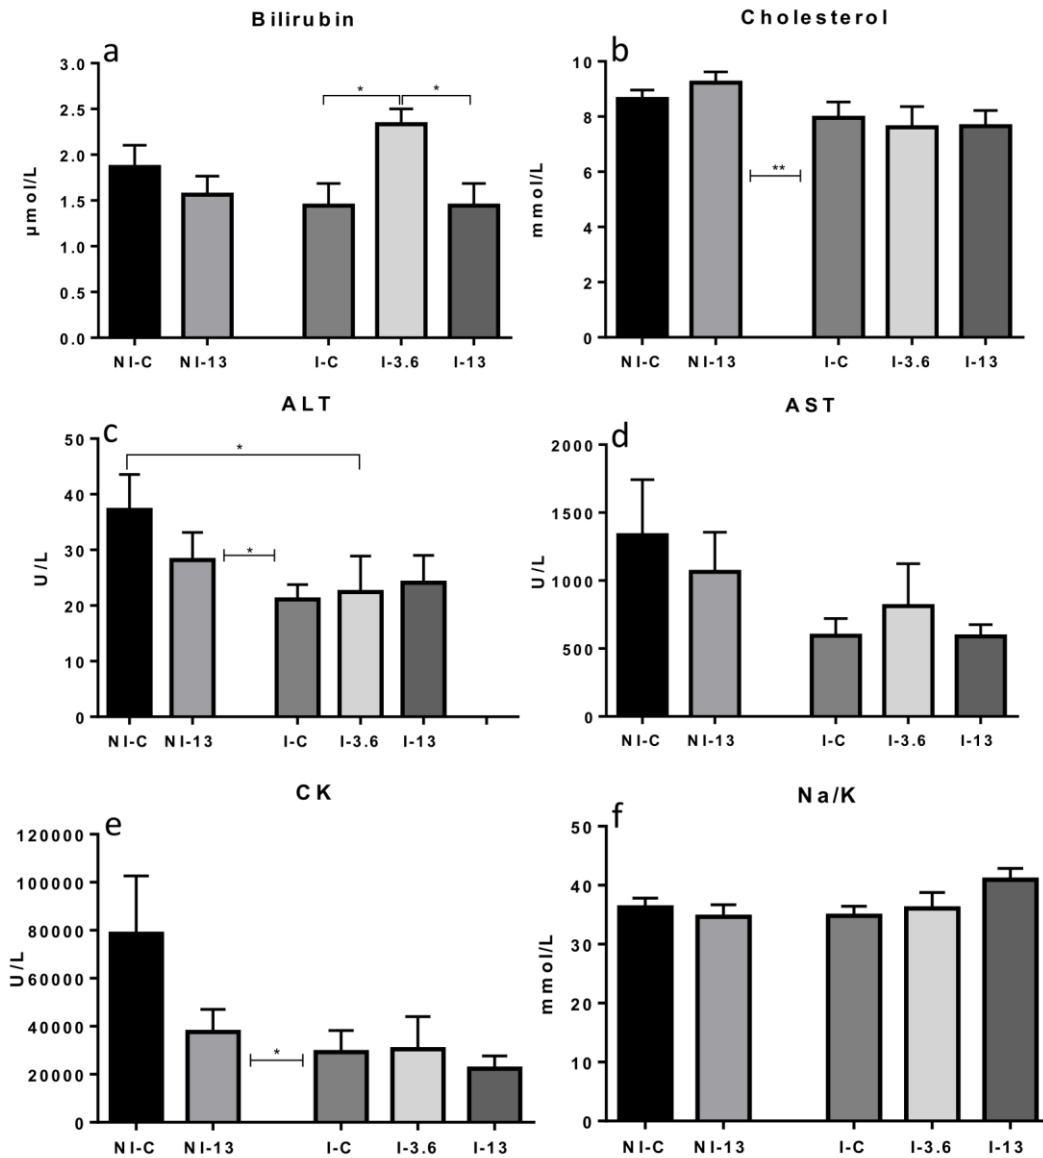 Bilirubin
a
3.0
2.5
2.0
1.5
1.0
0.5
0.0
µmol/L
* *
NI-C NI-13 I-C I-3.6 I-13
Cholesterol
b
10
8
6
4
2
0
mmol/L
**
NI-C NI-13 I-C I-3.6 I-13
ALT
c
50
40
30
20
10
0
U/L
*
*
NI-C NI-13 I-C I-3.6 I-13
AST
d
2000
1500
1000
500
0
U/L
NI-C NI-13 I-C I-3.6 I-13
CK
e
120000
100000
80000
60000
40000
20000
0
U/L
*
NI-C NI-13 I-C I-3.6 I-13
Na/K
f
50
40
30
20
10
0
mmol/L
NI-C NI-13 I-C I-3.6 I-13